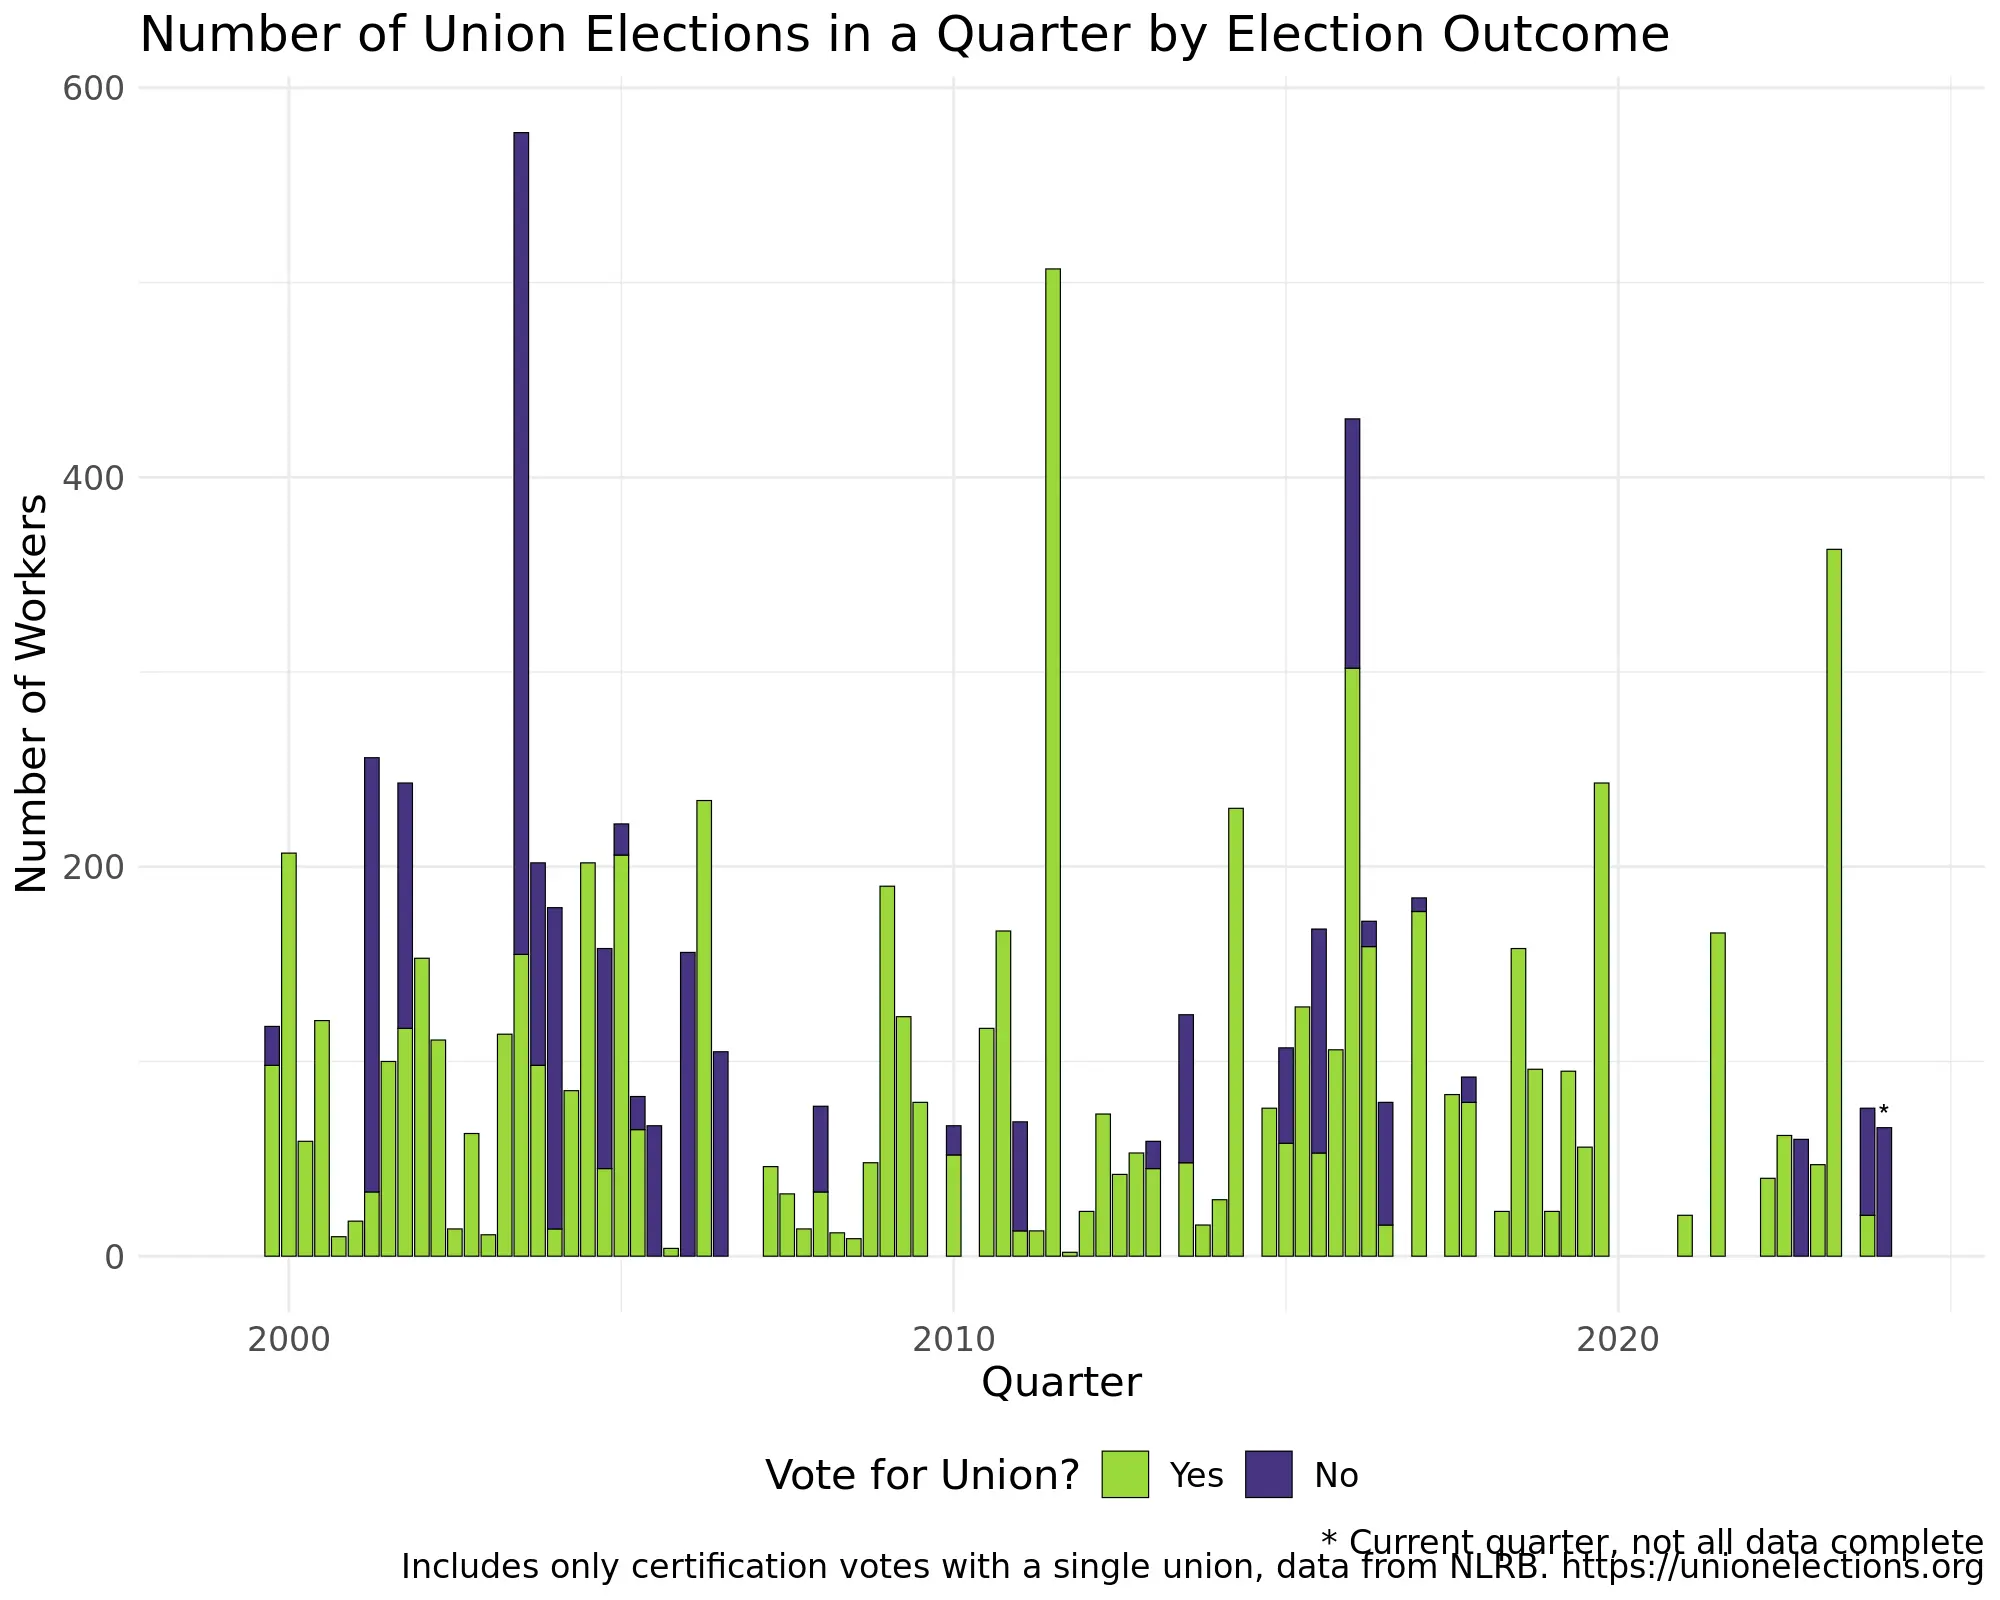 Number of Union Elections in a Quarter by Election Outcome
600
400
200
0
Number of Workers
2000 2010 2020
Quarter
*
Vote for Union? Yes No
* Current quarter, not all data complete
Includes only certification votes with a single union, data from NLRB. https://unionelections.org